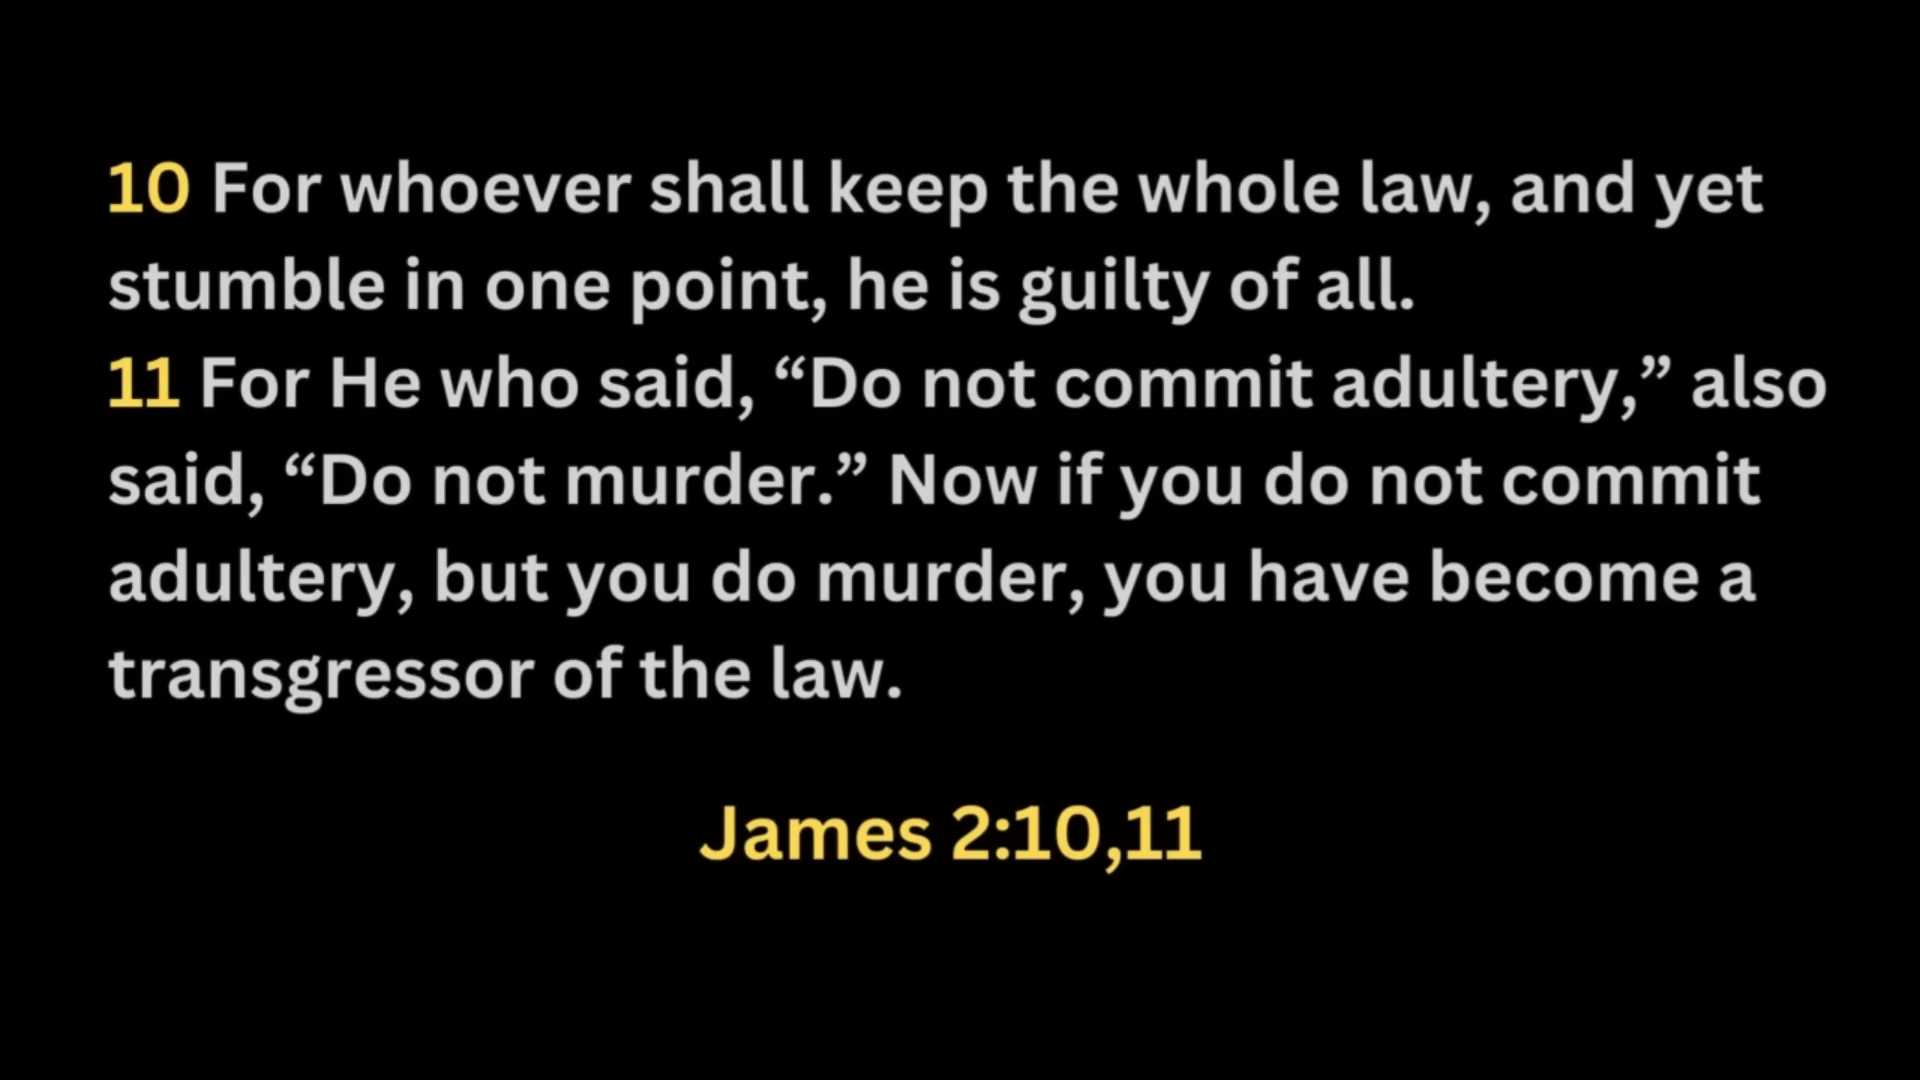 10 For whoever shall keep the whole law, and yet
stumble in one point, he is guilty of all.
11 For He who said, “Do not commit adultery,” also
said, “Do not murder.” Now if you do not commit
adultery, but you do murder, you have become a
transgressor of the law.
James 2:10,11